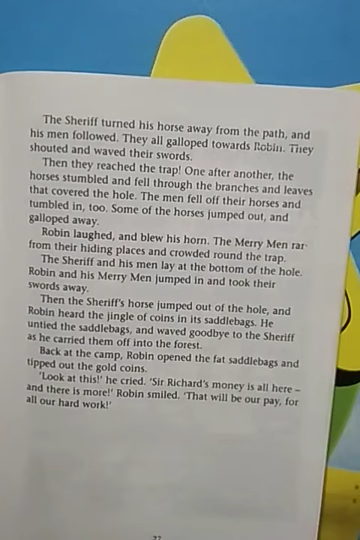 The Sheriff turned his horse away from the path, and
his men followed. They all galloped towards Robin. They
shouted and waved their swords.
Then they reached the trap! One after another, the
horses stumbled and fell through the branches and leaves
that covered the hole. The men fell off their horses and
tumbled in, too. Some of the horses jumped out, and
galloped away.
Robin laughed, and blew his horn. The Merry Men ran
from their hiding places and crowded round the trap.
The Sheriff and his men lay at the bottom of the hole.
Robin and his Merry Men jumped in and took their
swords away.
Then the Sheriff's horse jumped out of the hole, and
Robin heard the jingle of coins in its saddlebags. He
untied the saddlebags, and waved goodbye to the Sheriff
as he carried them off into the forest.
Back at the camp, Robin opened the fat saddlebags and
tipped out the gold coins.
'Look at this!' he cried. 'Sir Richard's money is all here –
and there is more!' Robin smiled. 'That will be our pay, for
all our hard work!'